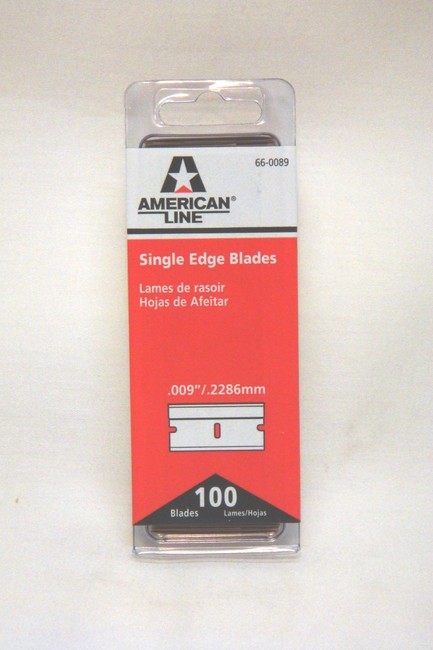 66-0089
AMERICAN®
LINE
Single Edge Blades
Lames de rasoir
Hojas de Afeitar
.009"/.2286mm
100
Blades Lames/Hojas